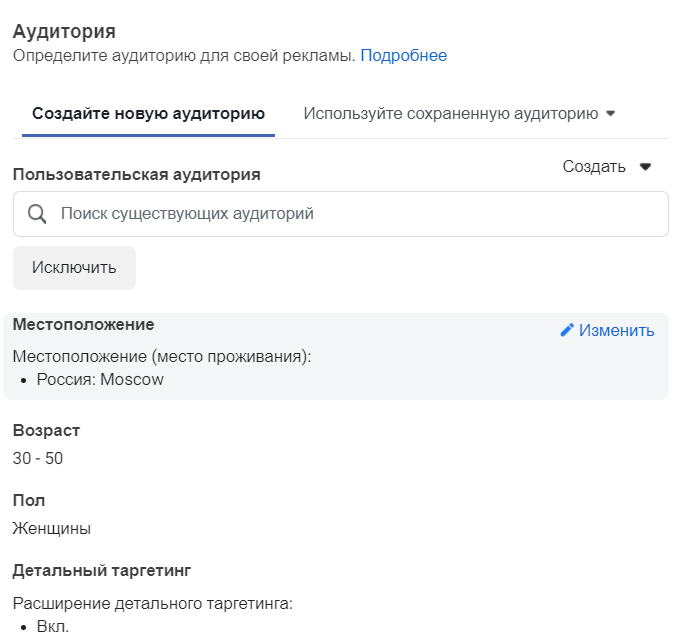 Аудитория
Определите аудиторию для своей рекламы. Подробнее
Создайте новую аудиторию
Используйте сохраненную аудиторию
Создать
Пользовательская аудитория
Поиск существующих аудиторий
Исключить
Местоположение
Изменить
Местоположение (место проживания):
• Россия: Moscow
Возраст
30 - 50
Пол
Женщины
Детальный таргетинг
Расширение детального таргетинга:
• Вкл.